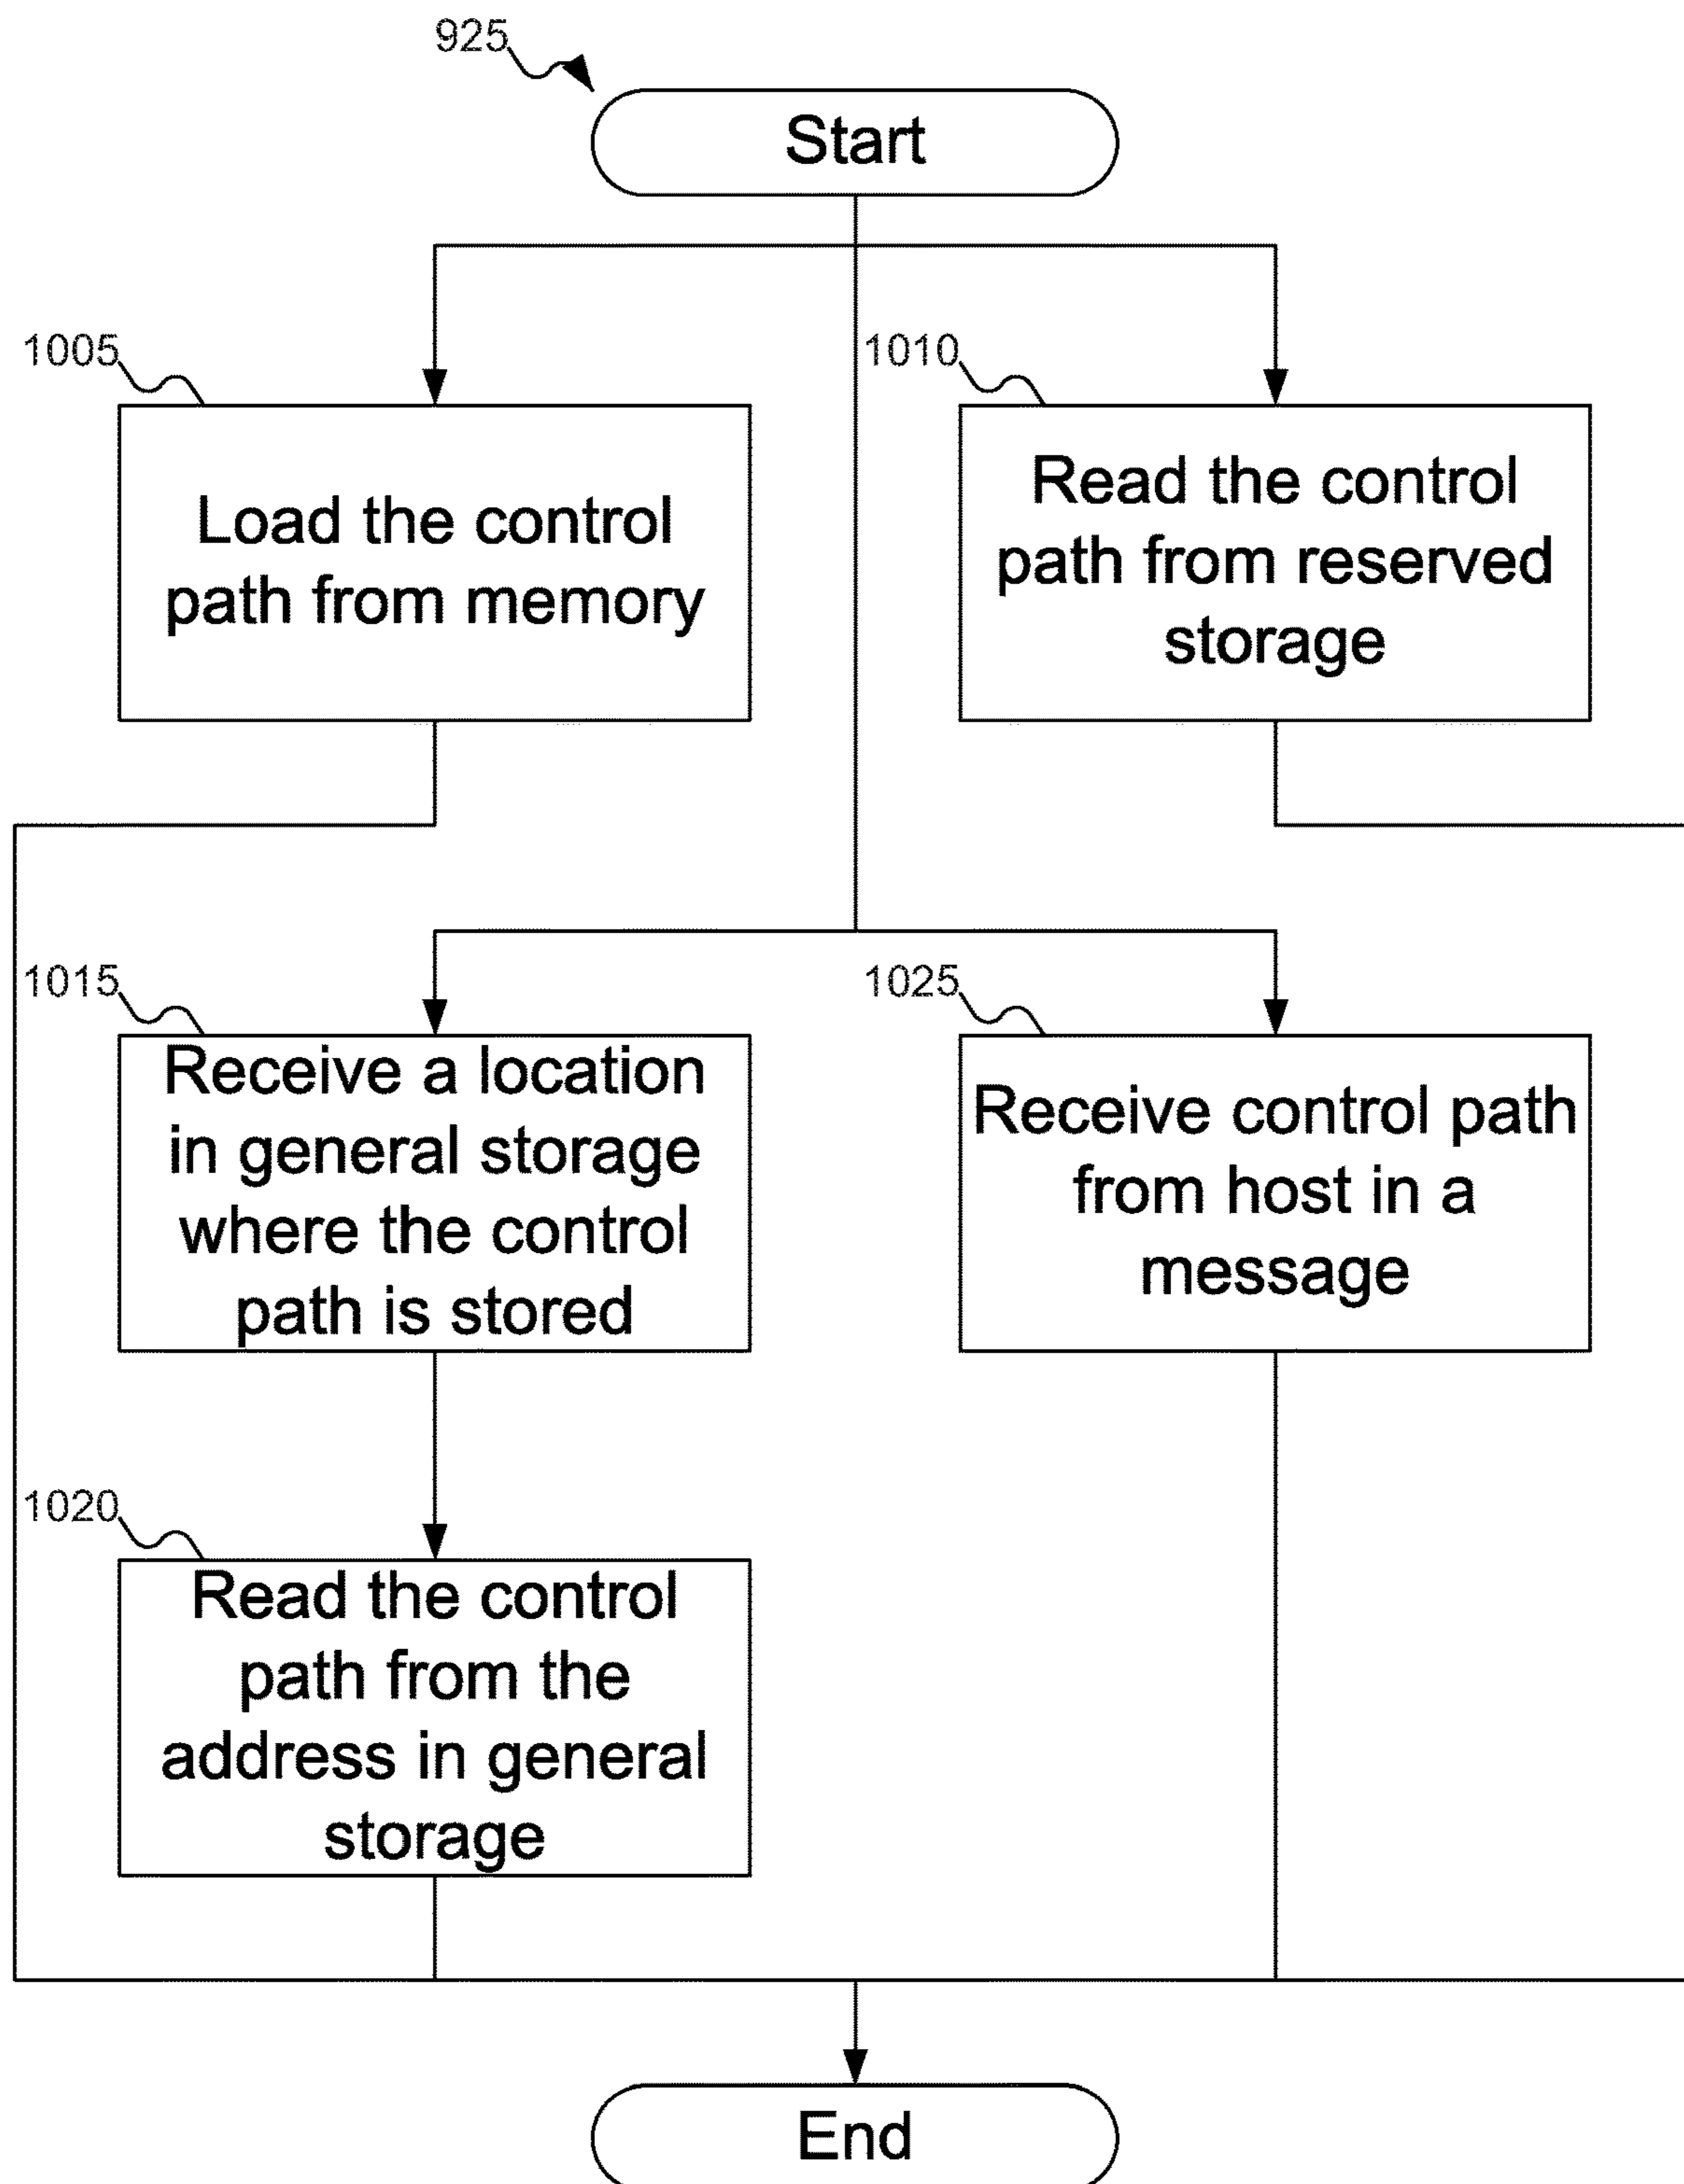 925
Start
1005
Load the control
path from memory
1010
Read the control
path from reserved
storage
1015
Receive a location
in general storage
where the control
path is stored
1025
Receive control path
from host in a
message
1020
Read the control
path from the
address in general
storage
End